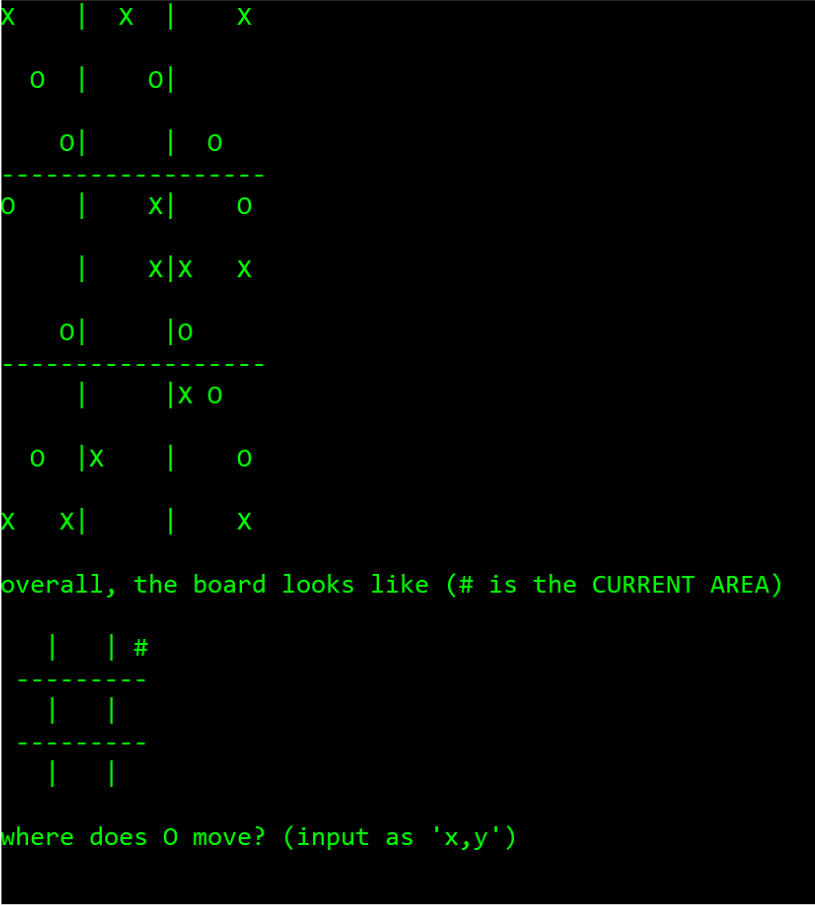 X    |  X  |    X
  O  |    O|
    O|     |  O
------------------
O    |    X|    O
     |    X|X   X
    O|     |O
------------------
     |     |X O
  O  |X    |    O
X   X|     |    X
overall, the board looks like (# is the CURRENT AREA)
   |   | #
 ---------
   |   |
 ---------
   |   |
where does O move? (input as 'x,y')